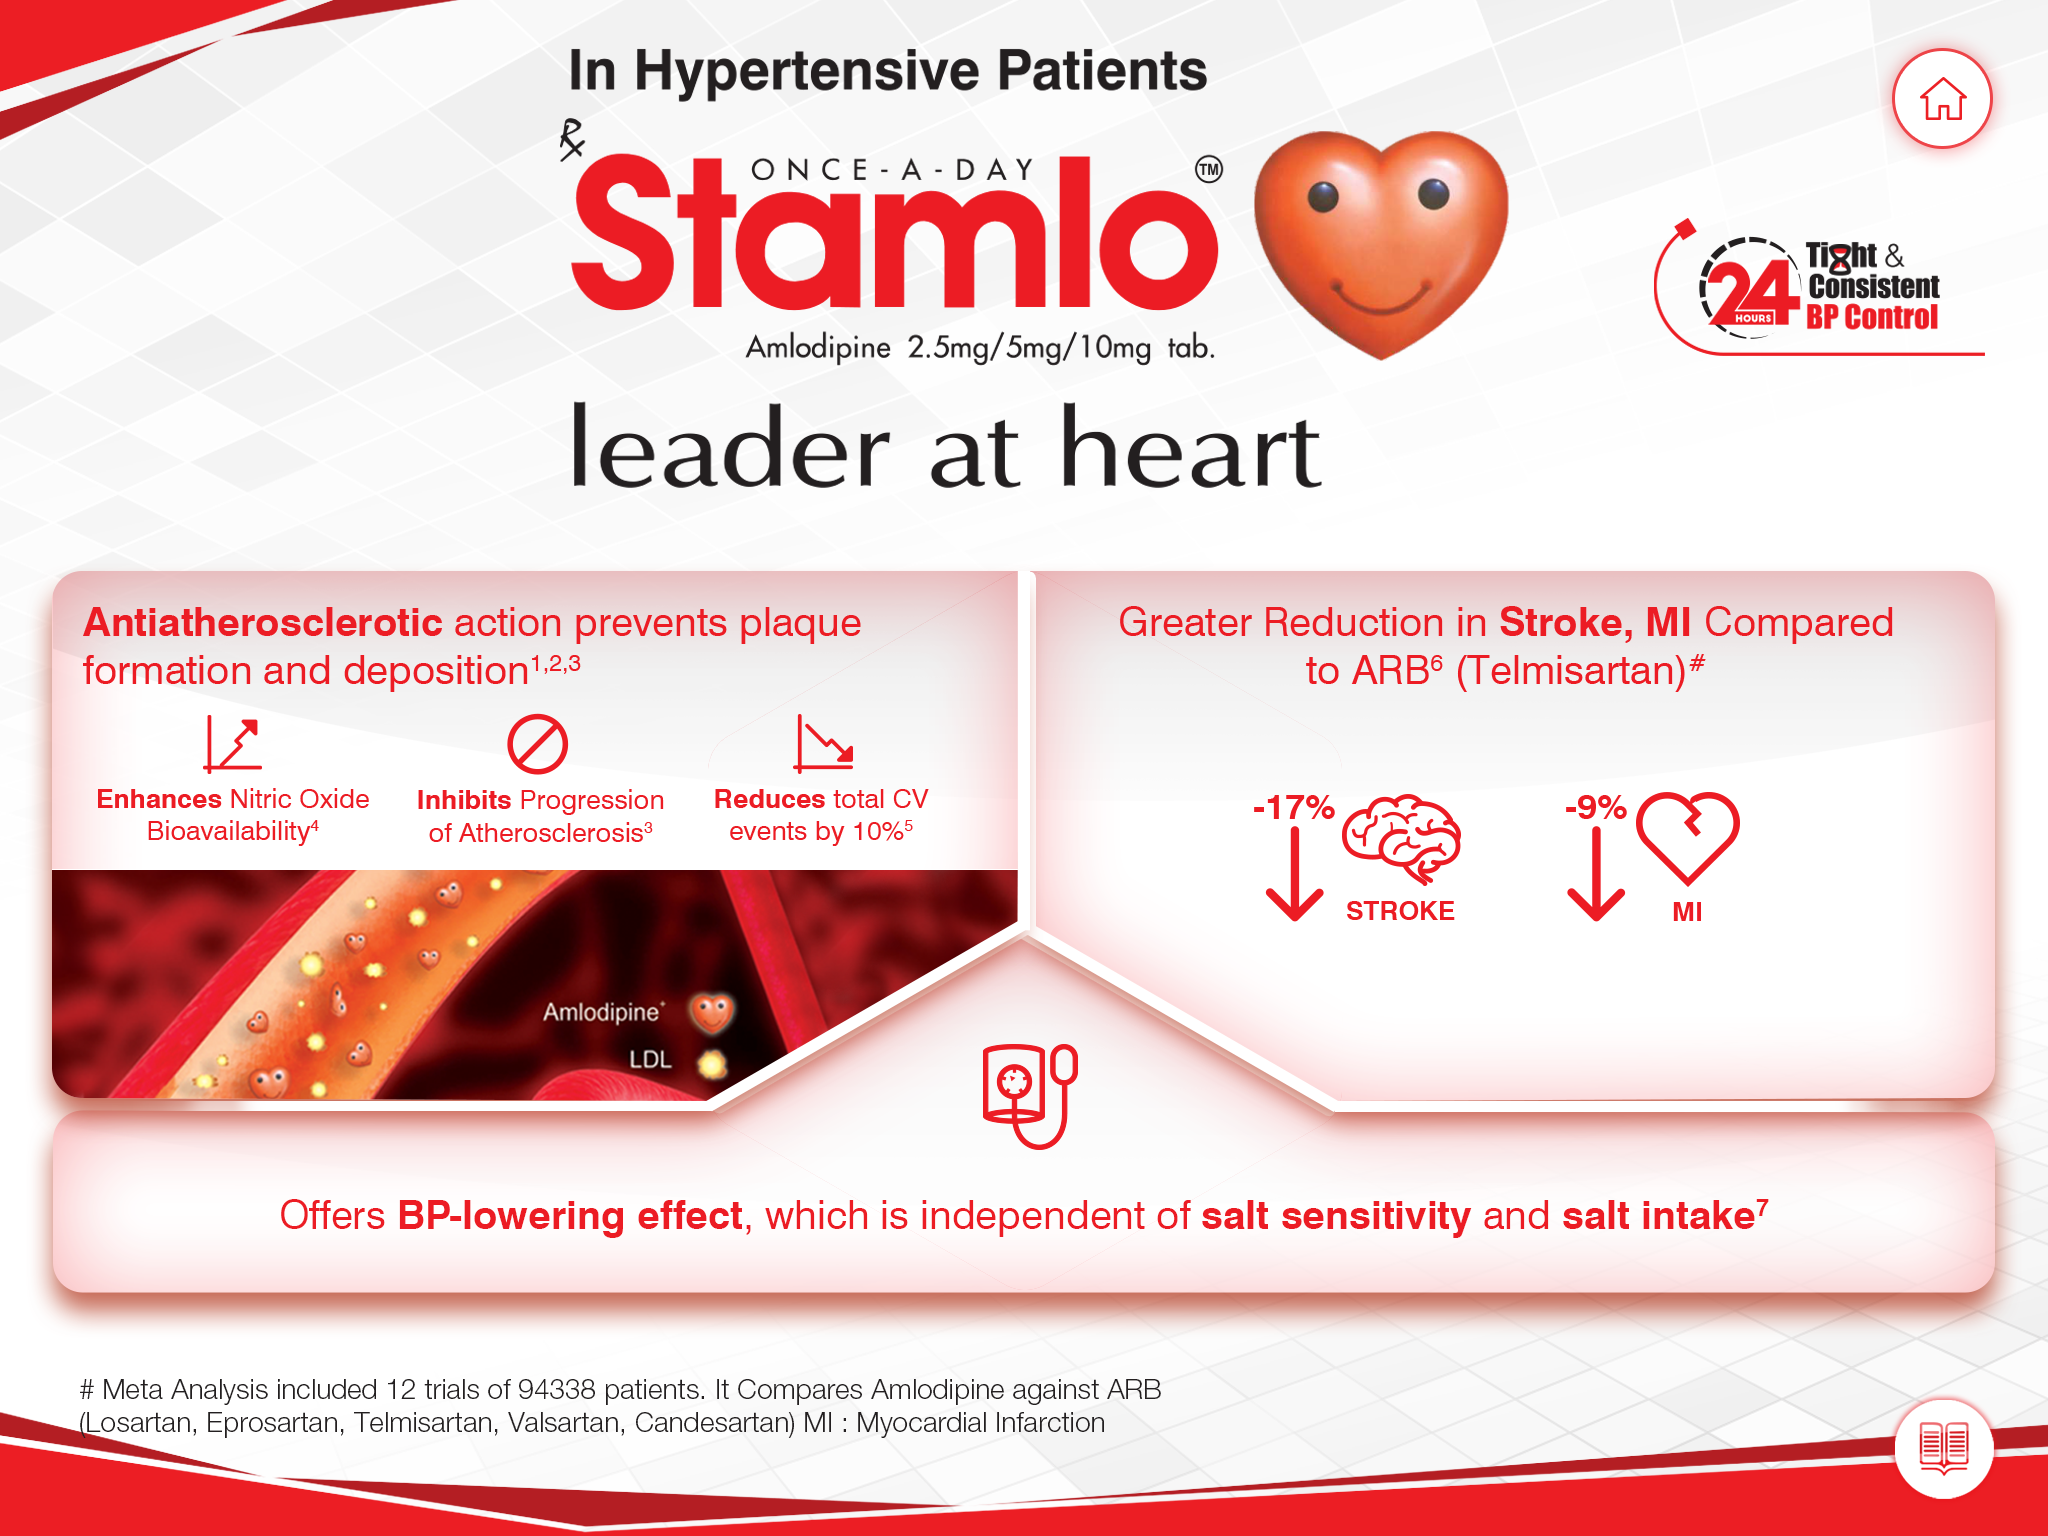 In Hypertensive Patients
℞
ONCE-A-DAY
Stamlo™
Amlodipine 2.5mg/5mg/10mg tab.
leader at heart
24 HOURS
Tight &
Consistent
BP Control
Antiatherosclerotic action prevents plaque
formation and deposition1,2,3
Enhances Nitric Oxide
Bioavailability4
Inhibits Progression
of Atherosclerosis3
Reduces total CV
events by 10%5
Amlodipine+
LDL
Greater Reduction in Stroke, MI Compared
to ARB6 (Telmisartan)#
-17%
STROKE
-9%
MI
Offers BP-lowering effect, which is independent of salt sensitivity and salt intake7
# Meta Analysis included 12 trials of 94338 patients. It Compares Amlodipine against ARB
(Losartan, Eprosartan, Telmisartan, Valsartan, Candesartan) MI : Myocardial Infarction